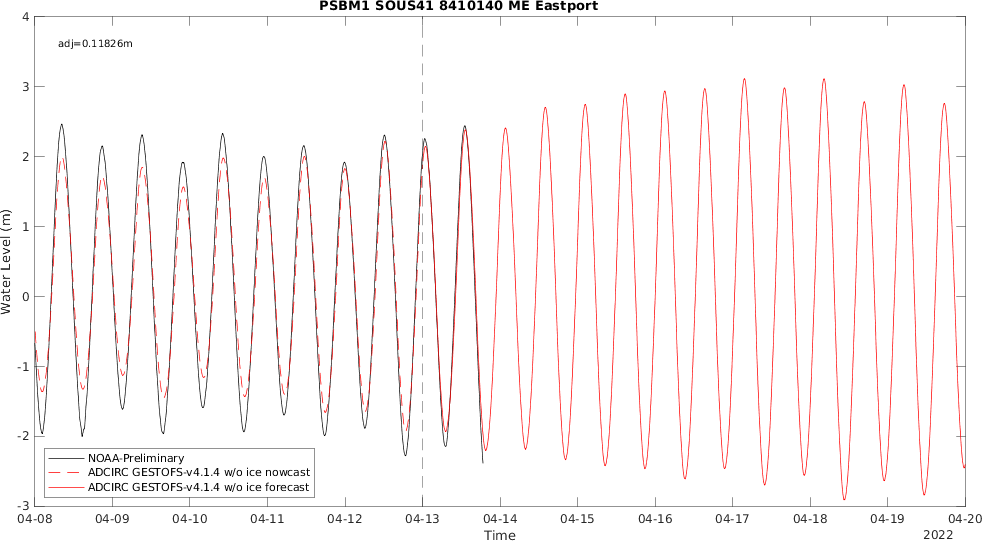 PSBM1 SOUS41 8410140 ME Eastport
adj=0.11826m
4
3
2
1
0
-1
-2
-3
Water Level (m)
NOAA-Preliminary
ADCIRC GESTOFS-v4.1.4 w/o ice nowcast
ADCIRC GESTOFS-v4.1.4 w/o ice forecast
04-08 04-09 04-10 04-11 04-12 04-13 04-14 04-15 04-16 04-17 04-18 04-19 04-20
Time
2022